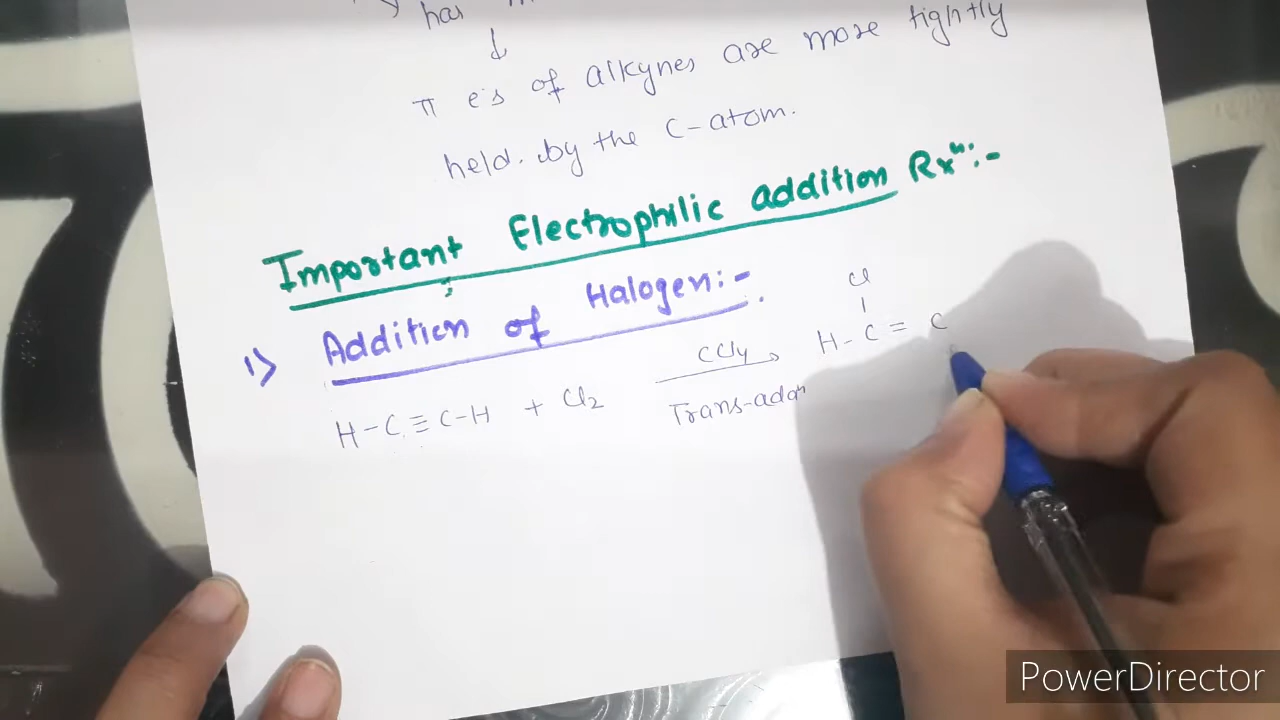 has
↓
π e's of alkynes are more tightly
held. by the C-atom.
Important Electrophilic addition Rxⁿ:-
1) Addition of Halogen:-
H-C≡C-H + Cl2
CCl4
Trans-addⁿ
Cl
H-C=C
PowerDirector